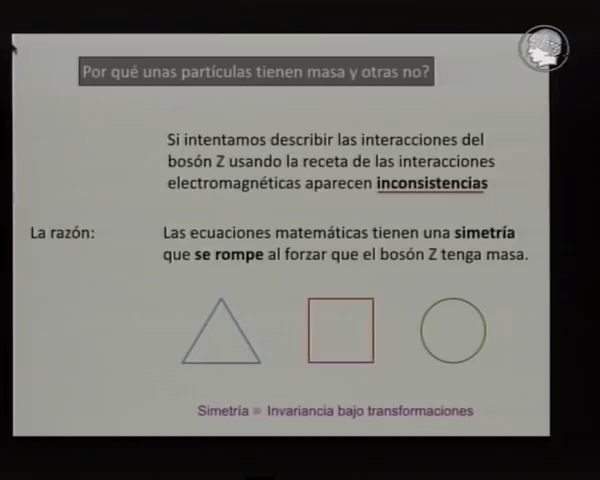 Por qué unas partículas tienen masa y otras no?
Si intentamos describir las interacciones del
bosón Z usando la receta de las interacciones
electromagnéticas aparecen inconsistencias
La razón:
Las ecuaciones matemáticas tienen una simetría
que se rompe al forzar que el bosón Z tenga masa.
Simetría = Invariancia bajo transformaciones